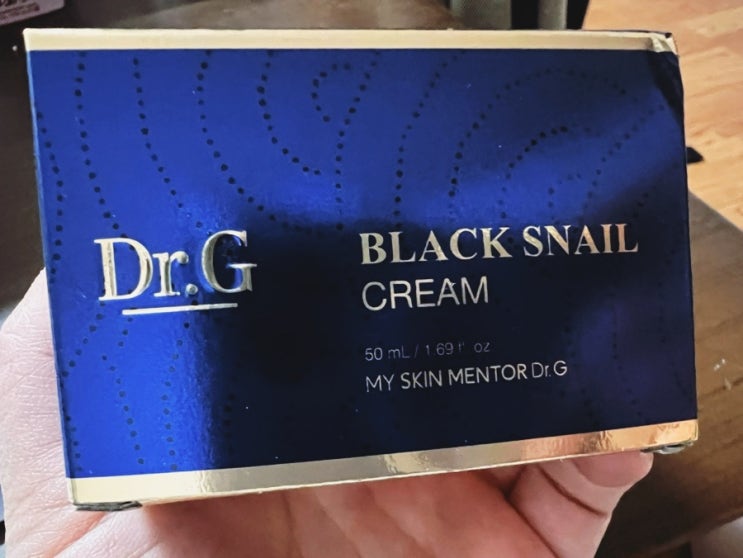 Dr.G
BLACK SNAIL
CREAM
50 mL / 1.69 fl oz
MY SKIN MENTOR Dr.G